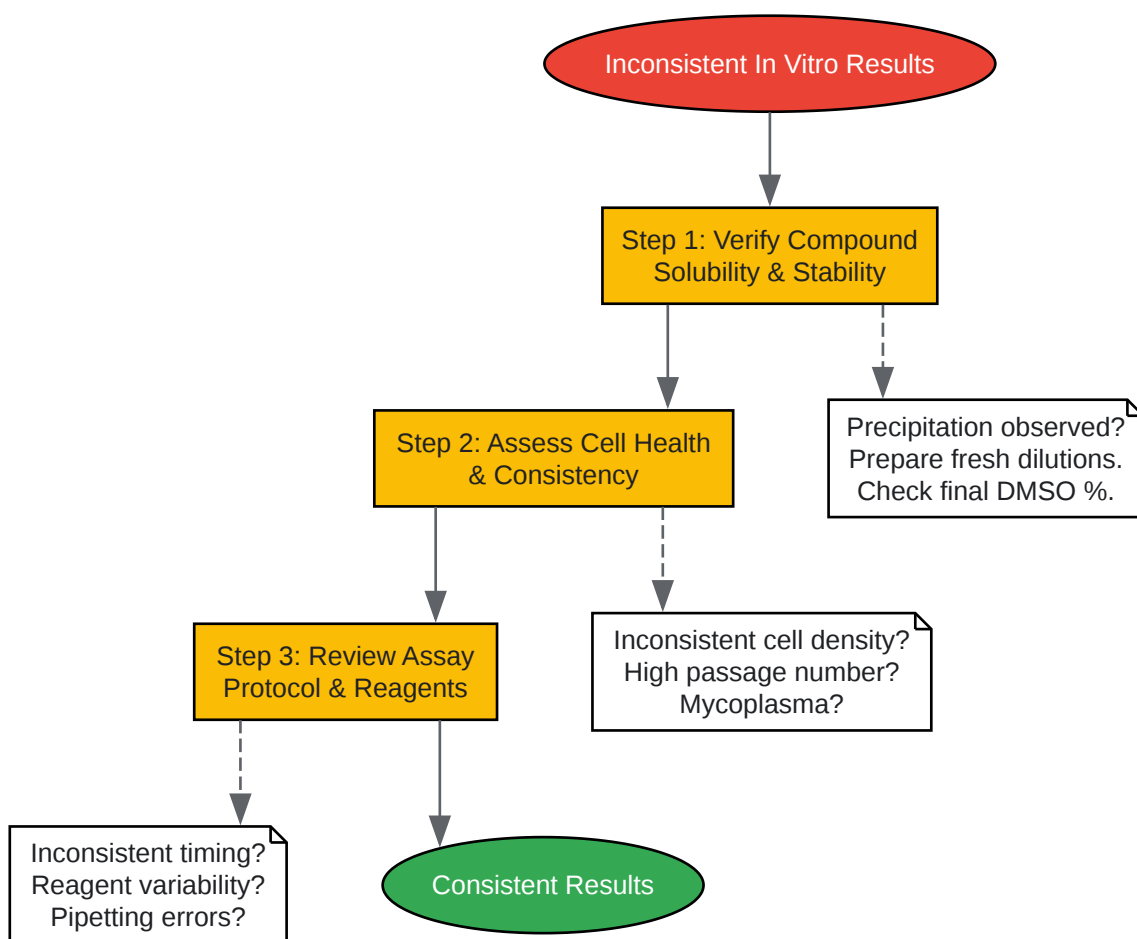 Inconsistent In Vitro Results
Step 1: Verify Compound
Solubility & Stability
Precipitation observed?
Prepare fresh dilutions.
Check final DMSO %.
Step 2: Assess Cell Health
& Consistency
Inconsistent cell density?
High passage number?
Mycoplasma?
Step 3: Review Assay
Protocol & Reagents
Inconsistent timing?
Reagent variability?
Pipetting errors?
Consistent Results